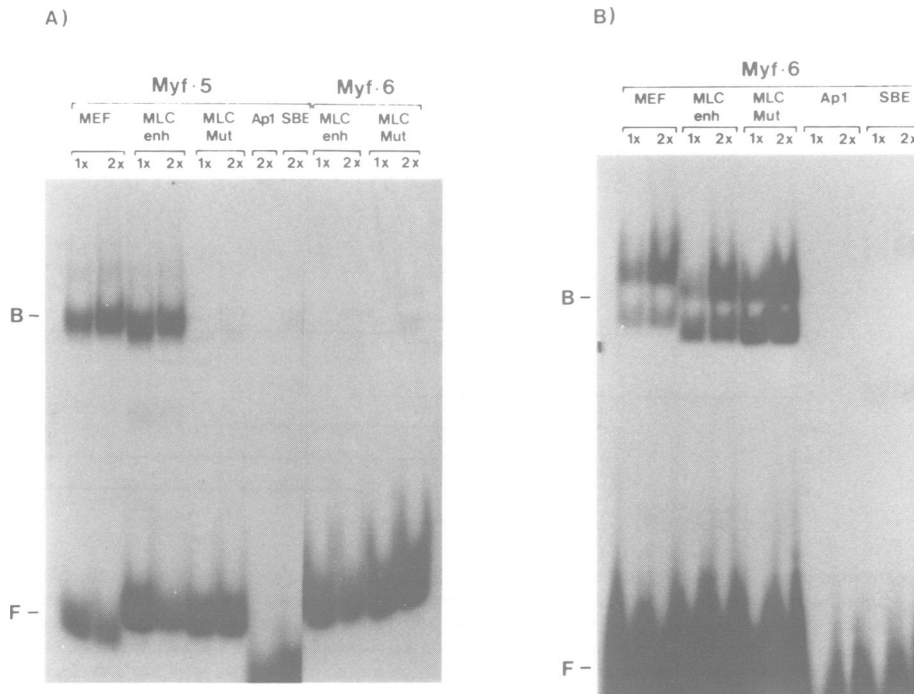 A)
Myf·5 Myf·6
MEF MLC enh MLC Mut Ap1 SBE MLC enh MLC Mut
1x 2x 1x 2x 1x 2x 2x 2x 1x 2x 1x 2x
B -
F -
B)
Myf·6
MEF MLC enh MLC Mut Ap1 SBE
1x 2x 1x 2x 1x 2x 1x 2x 1x 2x
B -
F -